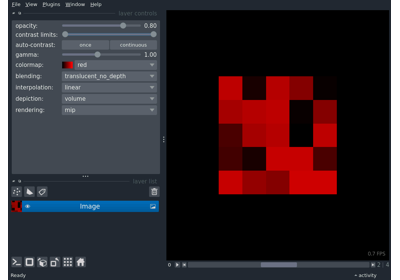 File View Plugins Window Help
layer controls
opacity: 0.80
contrast limits:
auto-contrast: once continuous
gamma: 1.00
colormap: red
blending: translucent_no_depth
interpolation: linear
depiction: volume
rendering: mip
layer list
Image
0.7 FPS
0 2 4
Ready activity